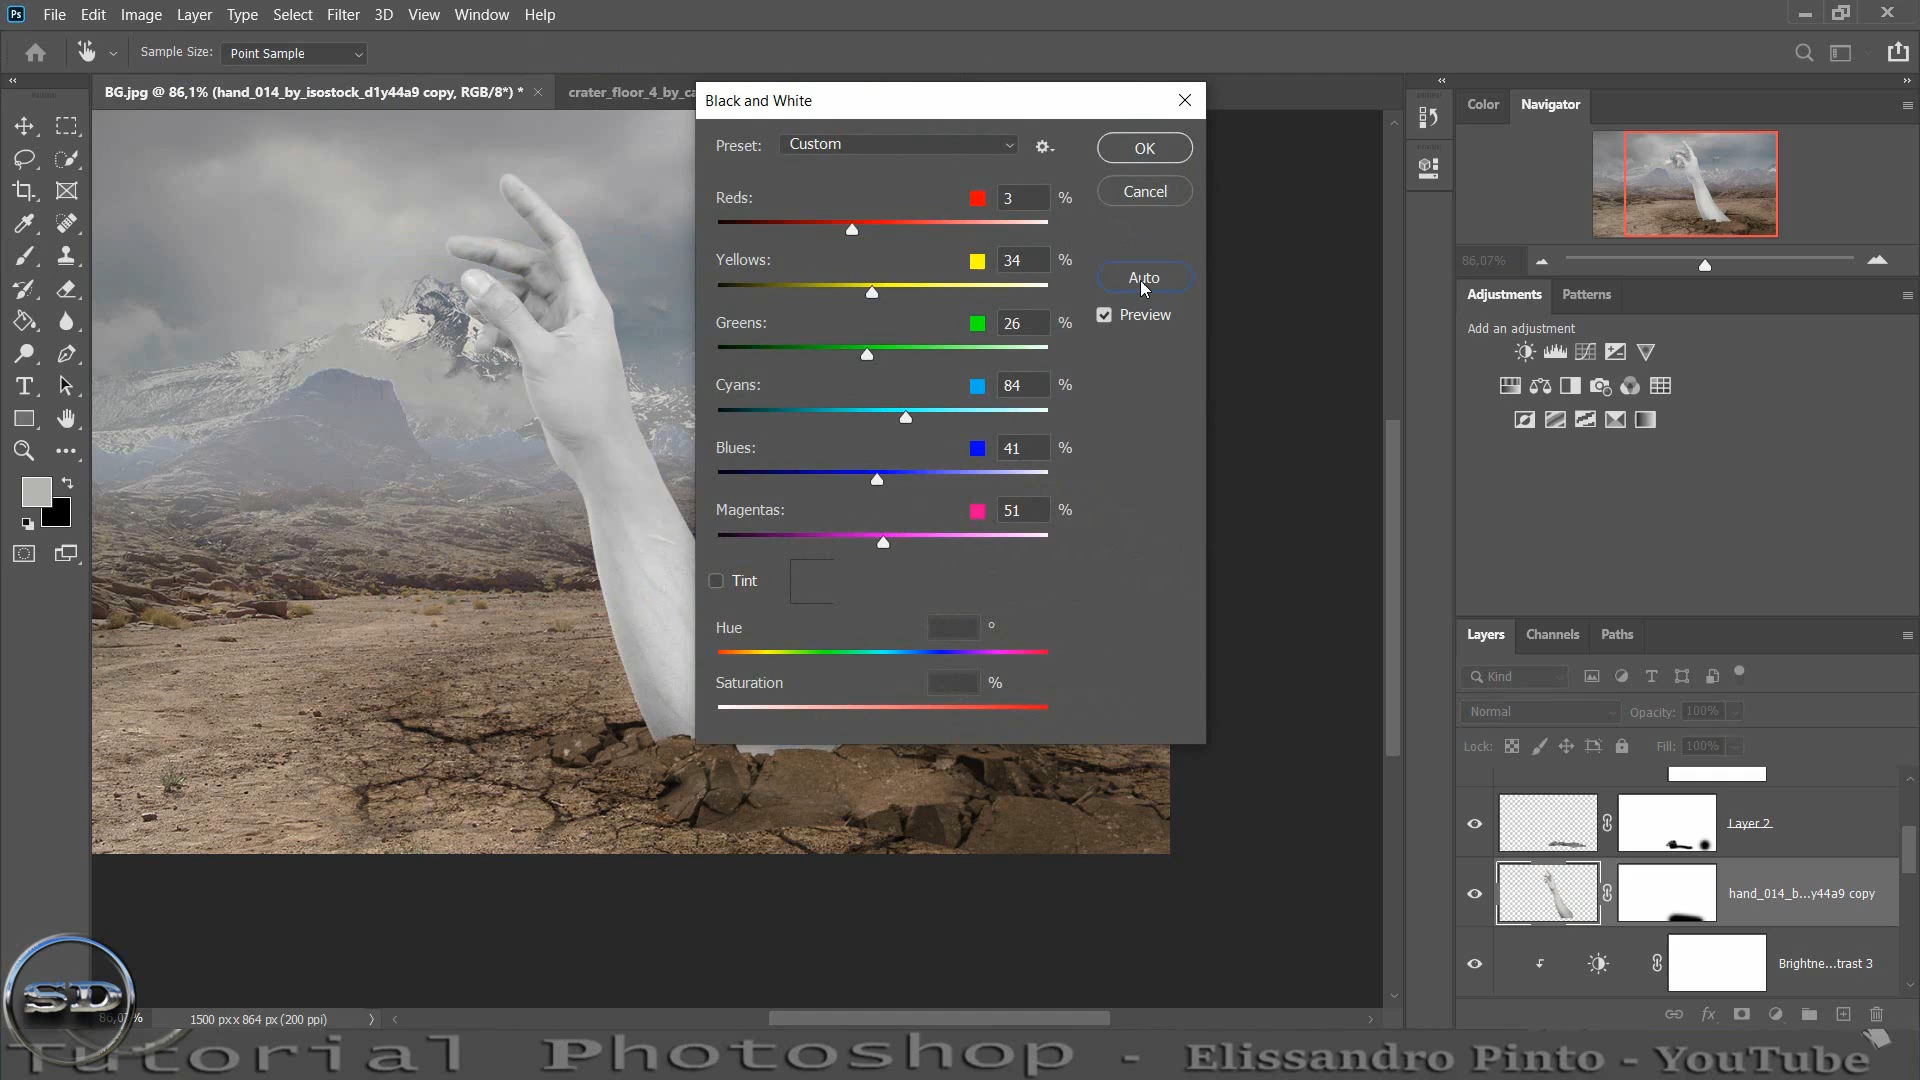 Ps File Edit Image Layer Type Select Filter 3D View Window Help
Sample Size: Point Sample
BG.jpg @ 86,1% (hand_014_by_isostock_d1y44a9 copy, RGB/8*) *
crater_floor_4_by_ca
Black and White
Preset: Custom
OK
Cancel
Auto
Preview
Reds: 3 %
Yellows: 34 %
Greens: 26 %
Cyans: 84 %
Blues: 41 %
Magentas: 51 %
Tint
Hue °
Saturation %
Color Navigator
86,07%
Adjustments Patterns
Add an adjustment
Layers Channels Paths
Kind
Normal Opacity: 100%
Lock: Fill: 100%
Layer 2
hand_014_b...y44a9 copy
Brightne...trast 3
1500 px x 864 px (200 ppi)
SD
Tutorial Photoshop - Elissandro Pinto - YouTube